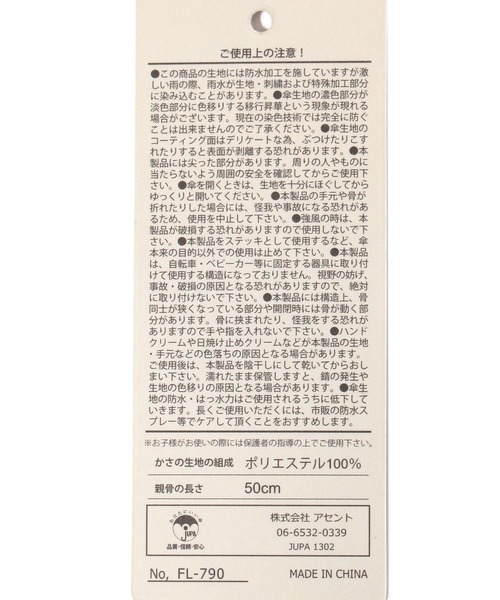 ご使用上の注意！
●この商品の生地には防水加工を施していますが激
しい雨の際、雨水が生地・刺繍および特殊加工部分
に染み込むことがあります。●傘生地の濃色部分が
淡色部分に色移りする移行昇華という現象が現れる
場合がございます。現在の染色技術では完全に防ぐ
ことは出来ませんのでご了承ください。●傘生地の
コーティング面はデリケートな為、ぶつけたりこす
れたりすると表面が剥離する恐れがあります。●本
製品には尖った部分があります。周りの人やものに
当たらないよう周囲の安全を確認してからご使用下
さい。●傘を開くときは、生地を十分にほぐしてから
ゆっくりと開いてください。●本製品の手元や骨が
折れたりした場合には、怪我や事故になる恐れがあ
るため、使用を中止して下さい。●強風の時は、本
製品が破損する恐れがありますので使用しないで下
さい。●本製品をステッキとして使用するなど、傘
本来の目的以外での使用は止めて下さい。●本製品
は、自転車・ベビーカー等に固定する器具に取り付
けて使用する構造になっておりません。視野の妨げ、
事故・破損の原因となる恐れがありますので、絶対
に取り付けないで下さい。●本製品には構造上、骨
同士が狭くなっている部分や開閉時には骨が動く部
分があります。骨に挟まれたり、怪我をする恐れが
ありますので手や指を入れないで下さい。●ハンド
クリームや日焼け止めクリームなどが本製品の生地
・手元などの色落ちの原因となる場合があります。
ご使用後は、本製品を陰干しにして乾いてからおし
まい下さい。濡れたまま保管しますと、錆の発生や
生地の色移りの原因となる場合があります。●傘生
地の防水・はっ水力はご使用されるうちに低下して
いきます。長くご使用いただくには、市販の防水ス
プレー等でケアして頂くことをおすすめします。
※お子様がお使いの際には保護者の指導の上でご使用下さい。
かさの生地の組成 ポリエステル100%
親骨の長さ 50cm
JUPA
品質・信頼・安心
株式会社 アセント
06-6532-0339
JUPA 1302
No, FL-790 MADE IN CHINA